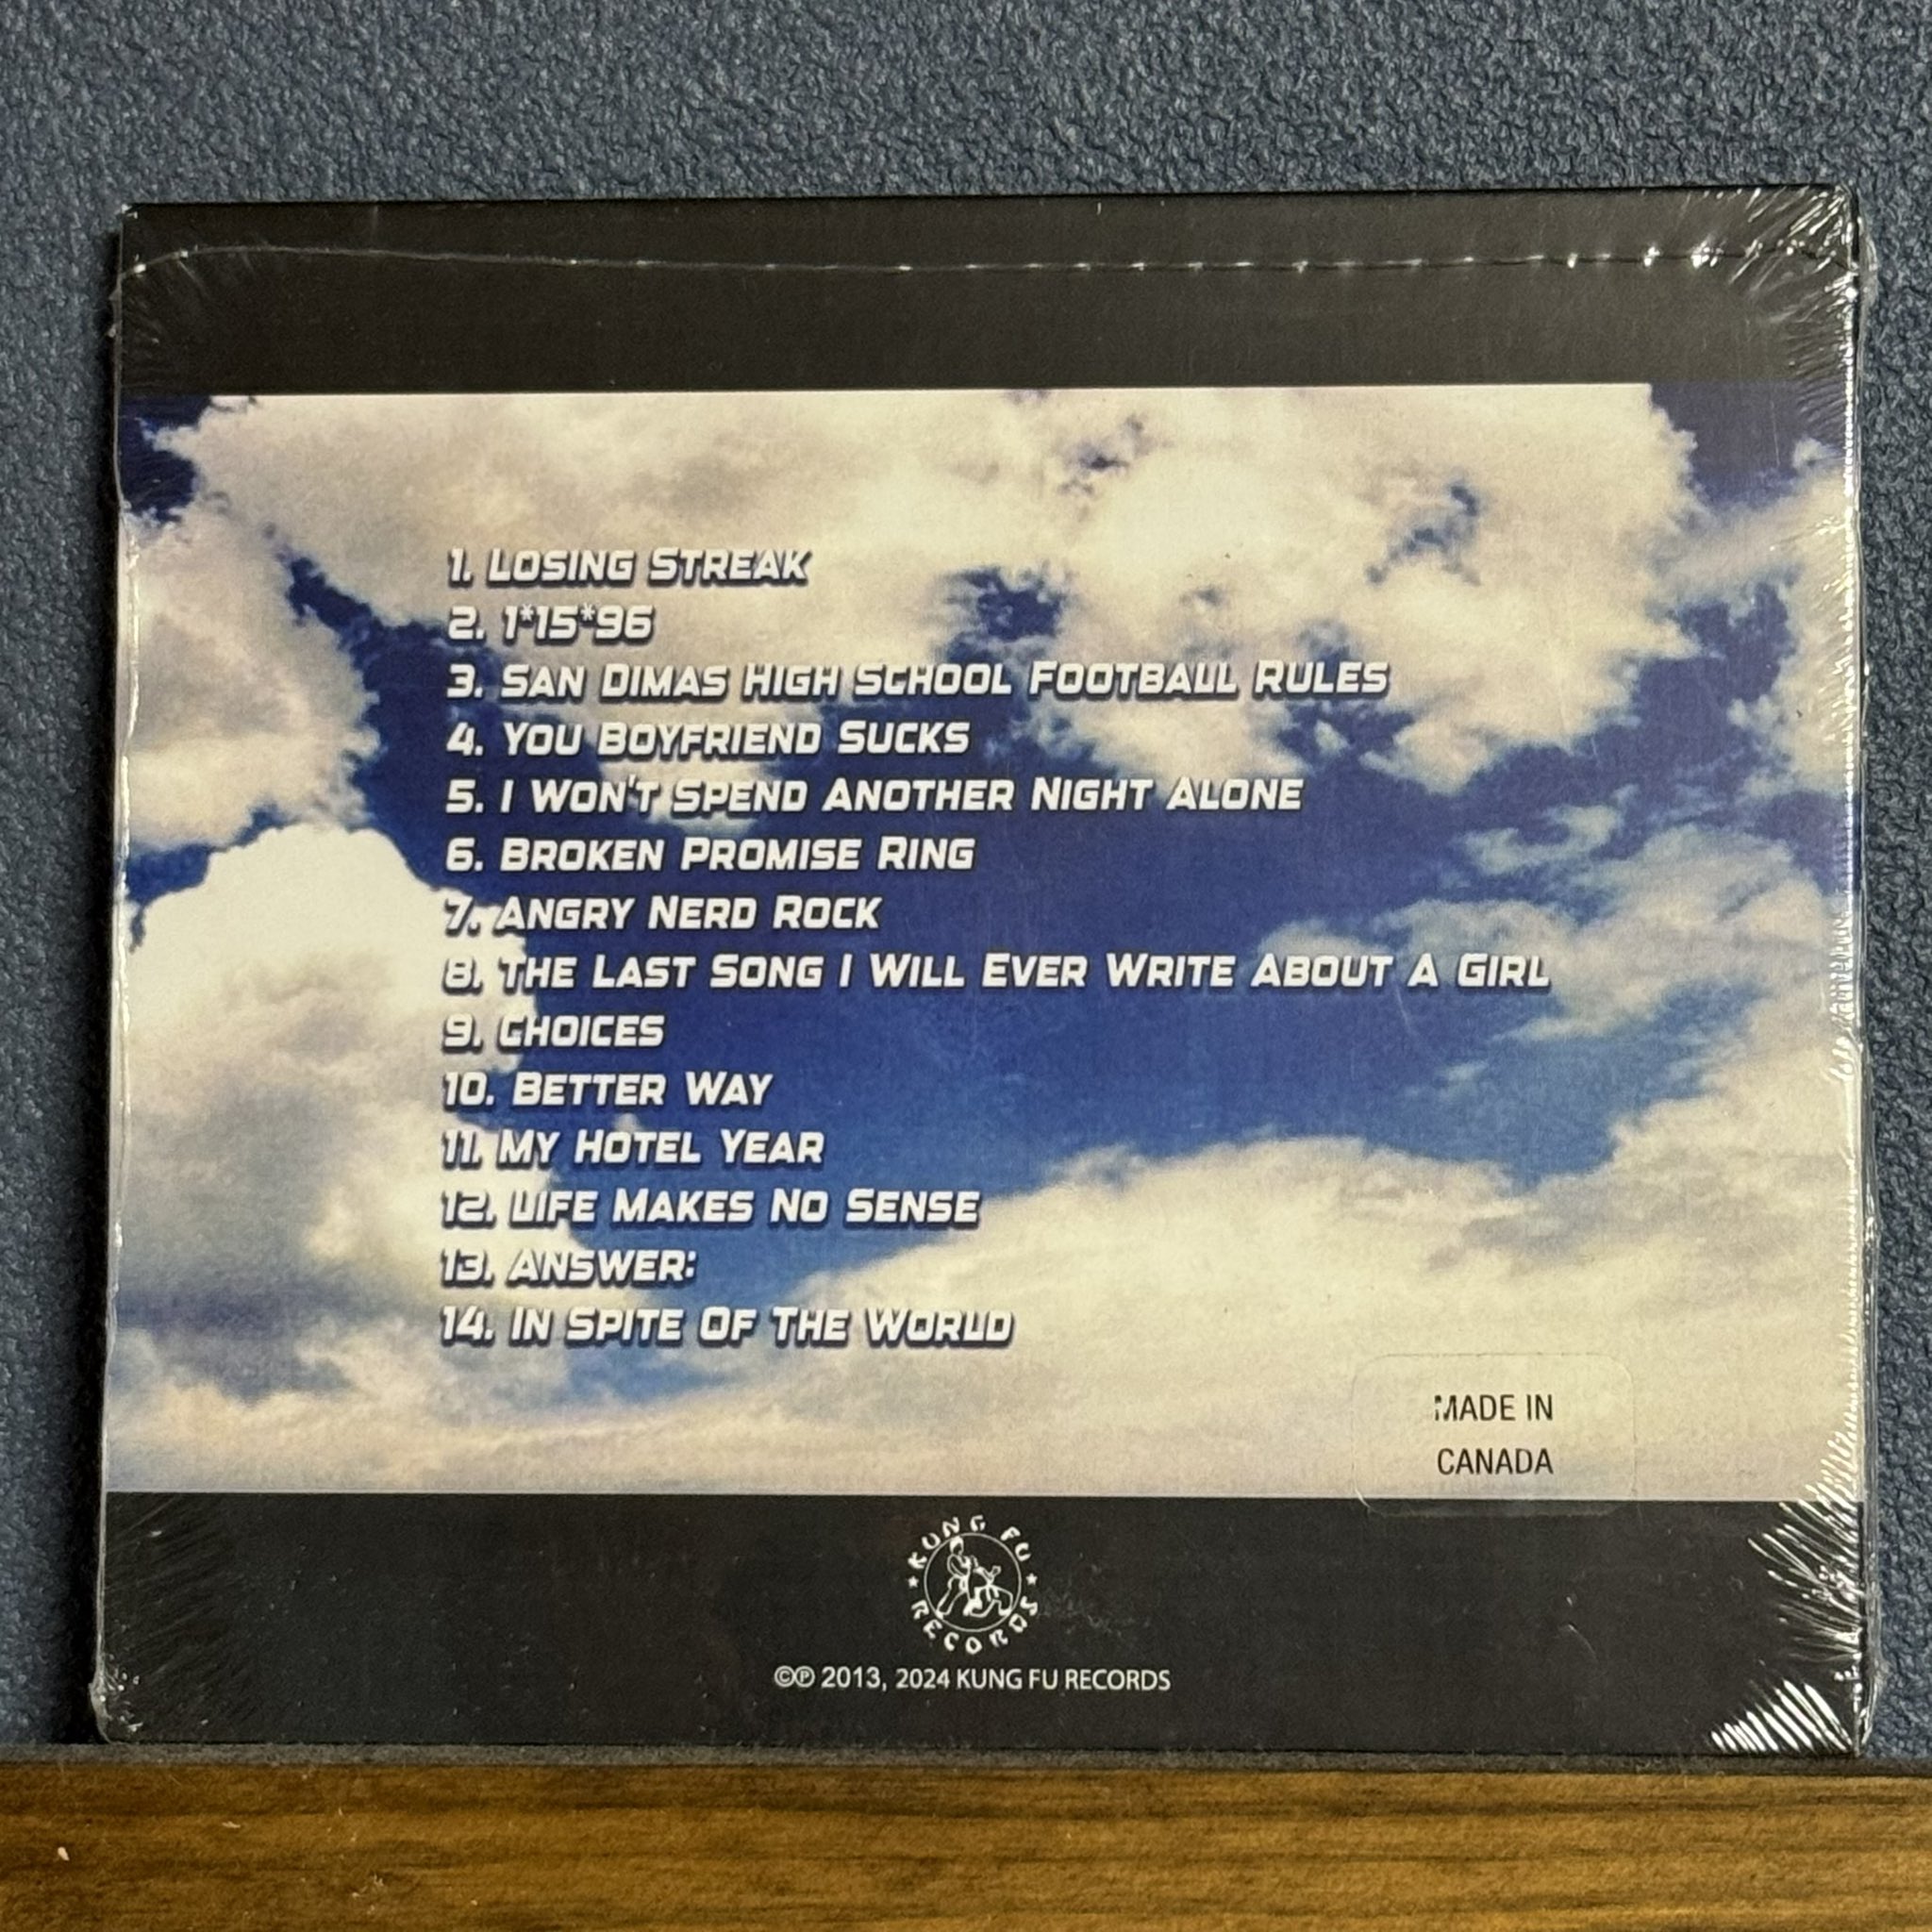 1. Losing Streak
2. 1*15*96
3. San Dimas High School Football Rules
4. You Boyfriend Sucks
5. I Won't Spend Another Night Alone
6. Broken Promise Ring
7. Angry Nerd Rock
8. The Last Song I Will Ever Write About A Girl
9. Choices
10. Better Way
11. My Hotel Year
12. Life Makes No Sense
13. Answer:
14. In Spite Of The World
MADE IN
CANADA
KUNG FU
RECORDS
©℗ 2013, 2024 KUNG FU RECORDS